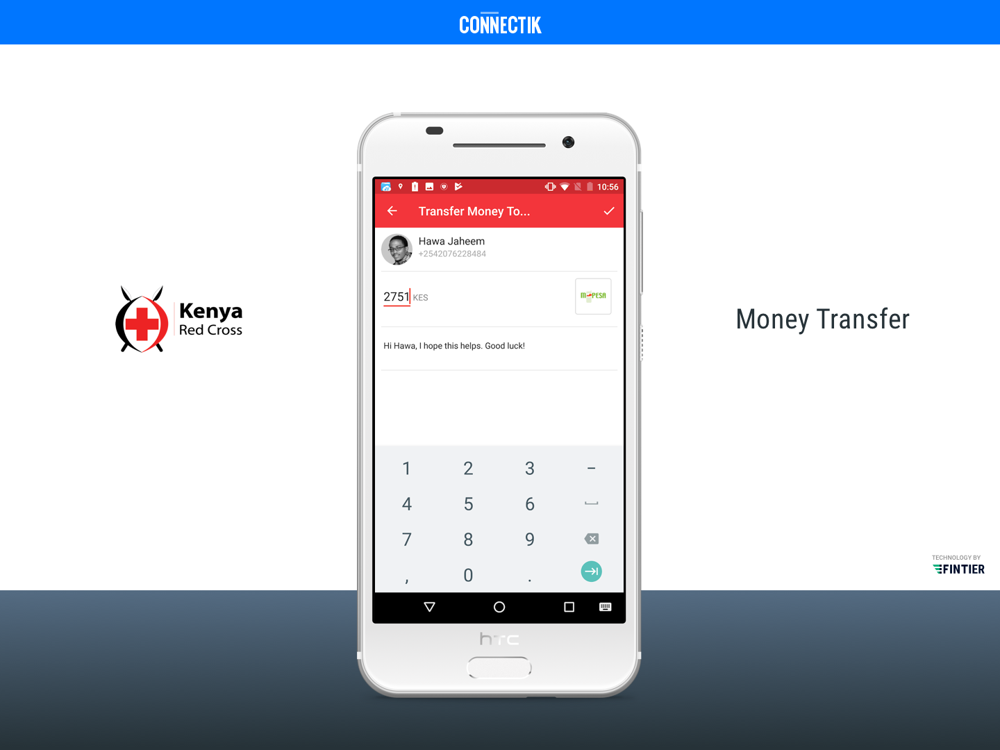 CONNECTIK
10:56
Transfer Money To...
Hawa Jaheem
+2542076228484
2751 KES
M-PESA
Hi Hawa, I hope this helps. Good luck!
Kenya
Red Cross
Money Transfer
1 2 3 –
4 5 6
7 8 9
, 0 .
TECHNOLOGY BY
FINTIER
hTC